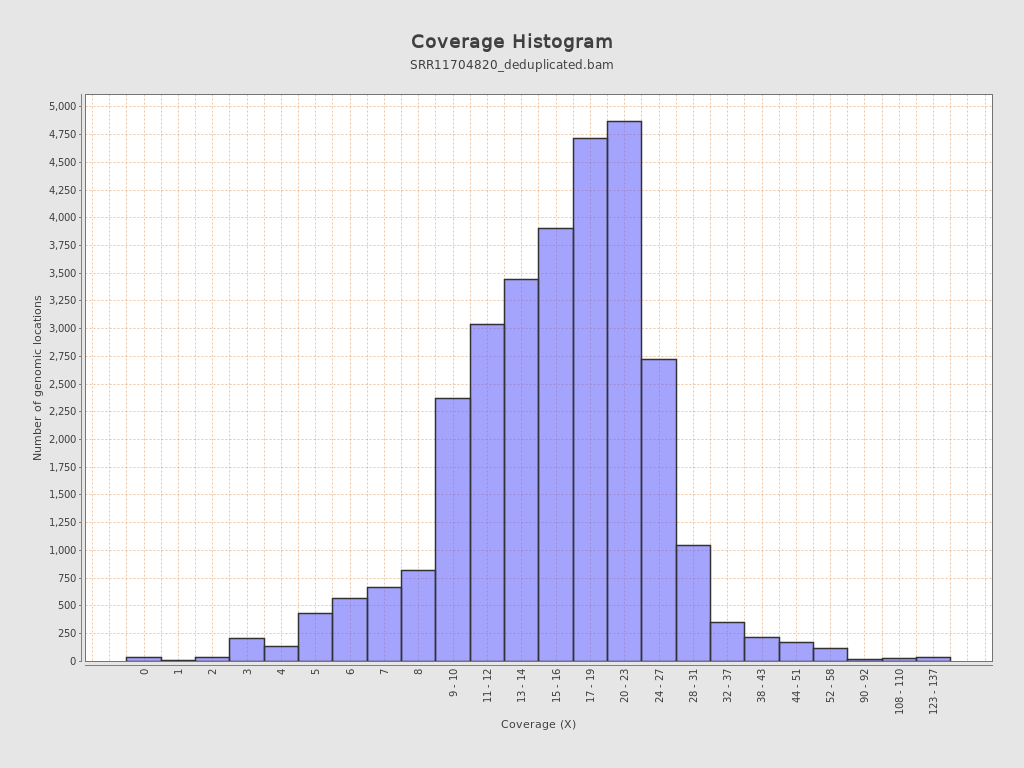 Coverage Histogram
SRR11704820_deduplicated.bam
5,000
4,750
4,500
4,250
4,000
3,750
3,500
3,250
3,000
2,750
2,500
2,250
2,000
1,750
1,500
1,250
1,000
750
500
250
0
Number of genomic locations
0
1
2
3
4
5
6
7
8
9 - 10
11 - 12
13 - 14
15 - 16
17 - 19
20 - 23
24 - 27
28 - 31
32 - 37
38 - 43
44 - 51
52 - 58
90 - 92
108 - 110
123 - 137
Coverage (X)